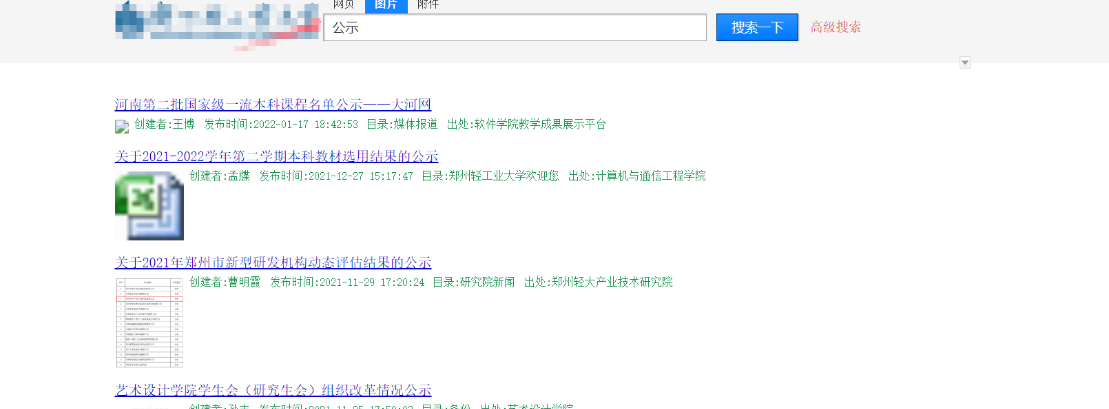 网页 图片 附件
公示 搜索一下 高级搜索
河南第二批国家级一流本科课程名单公示——大河网
创建者:王博 发布时间:2022-01-17 18:42:53 目录:媒体报道 出处:软件学院教学成果展示平台
关于2021-2022学年第二学期本科教材选用结果的公示
创建者:孟牒 发布时间:2021-12-27 15:17:47 目录:郑州轻工业大学欢迎您 出处:计算机与通信工程学院
关于2021年郑州市新型研发机构动态评估结果的公示
创建者:曹明霞 发布时间:2021-11-29 17:20:24 目录:研究院新闻 出处:郑州轻大产业技术研究院
艺术设计学院学生会（研究生会）组织改革情况公示